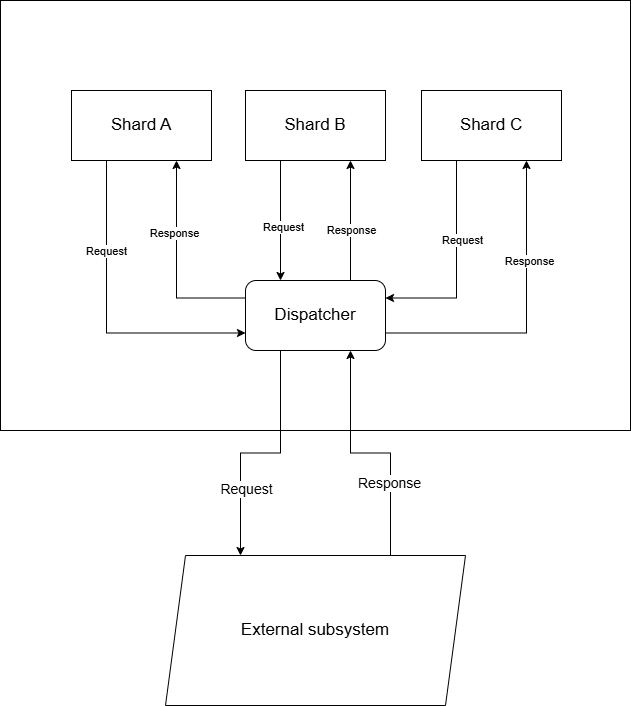 Shard A
Shard B
Shard C
Request
Response
Request
Response
Request
Response
Dispatcher
Request
Response
External subsystem